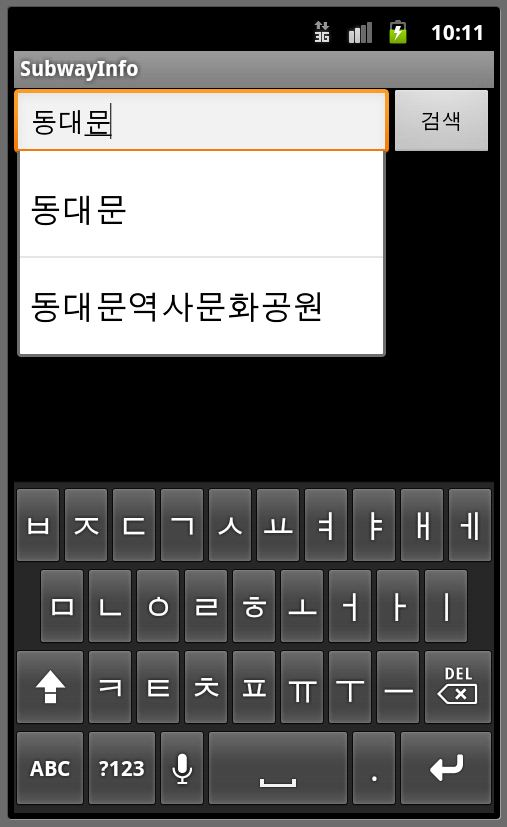 3G 10:11
SubwayInfo
동대문 검색
동대문
동대문역사문화공원
ㅂ ㅈ ㄷ ㄱ ㅅ ㅛ ㅕ ㅑ ㅐ ㅔ
ㅁ ㄴ ㅇ ㄹ ㅎ ㅗ ㅓ ㅏ ㅣ
ㅋ ㅌ ㅊ ㅍ ㅠ ㅜ ㅡ DEL
ABC ?123 .